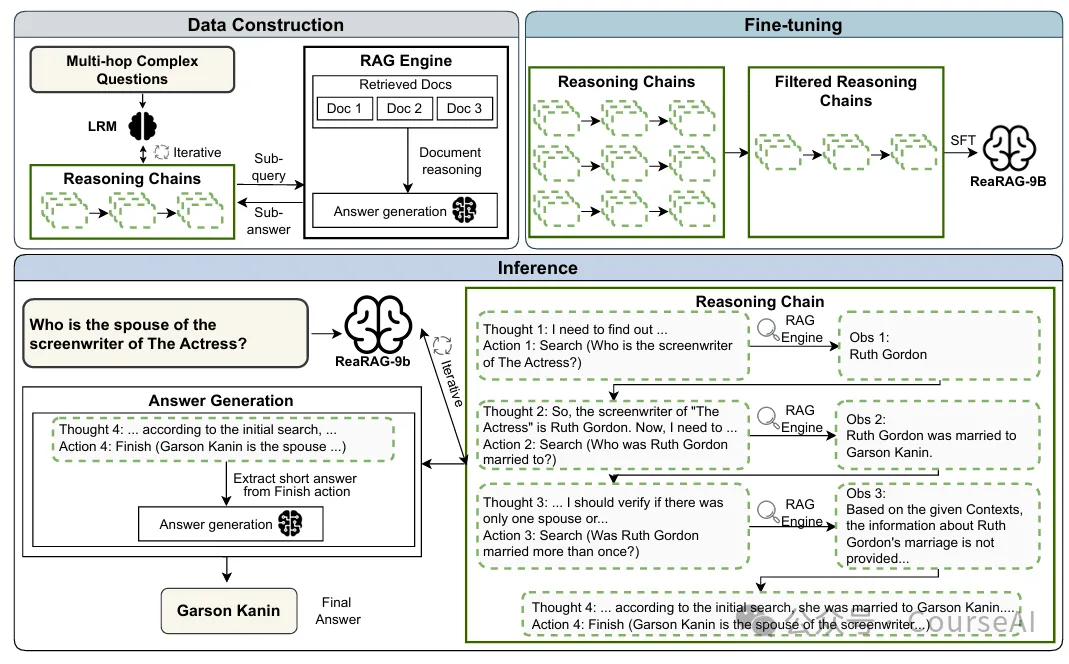 Data Construction
Multi-hop Complex
Questions
LRM
Iterative
Reasoning Chains
Sub-
query
Sub-
answer
RAG Engine
Retrieved Docs
Doc 1
Doc 2
Doc 3
Document
reasoning
Answer generation
Fine-tuning
Reasoning Chains
Filtered Reasoning
Chains
SFT
ReaRAG-9B
Inference
Who is the spouse of the
screenwriter of The Actress?
ReaRAG-9b
Iterative
Answer Generation
Thought 4: ... according to the initial search, ...
Action 4: Finish (Garson Kanin is the spouse ...)
Extract short answer
from Finish action
Answer generation
Garson Kanin
Final
Answer
Reasoning Chain
Thought 1: I need to find out ...
Action 1: Search (Who is the screenwriter
of The Actress?)
RAG
Engine
Obs 1:
Ruth Gordon
Thought 2: So, the screenwriter of "The
Actress" is Ruth Gordon. Now, I need to ...
Action 2: Search (Who was Ruth Gordon
married to?)
RAG
Engine
Obs 2:
Ruth Gordon was married to
Garson Kanin.
Thought 3: ... I should verify if there was
only one spouse or...
Action 3: Search (Was Ruth Gordon
married more than once?)
RAG
Engine
Obs 3:
Based on the given Contexts,
the information about Ruth
Gordon's marriage is not
provided...
Thought 4: ... according to the initial search, she was married to Garson Kanin....
Action 4: Finish (Garson Kanin is the spouse of the screenwriter...)
公众号 · CourseAI